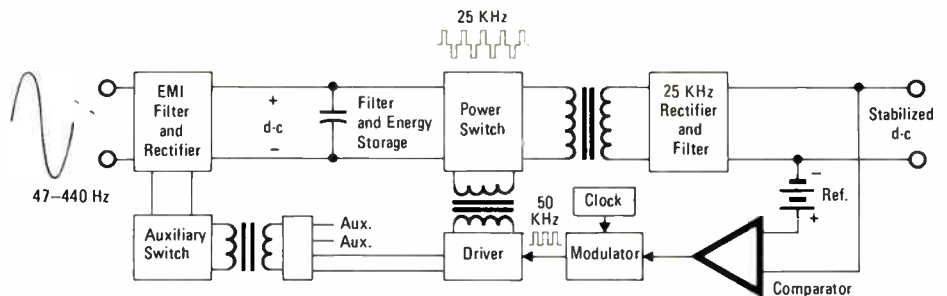 25 KHz
EMI
Filter
and
Rectifier
+
d-c
−
Filter
and Energy
Storage
Power
Switch
25 KHz
Rectifier
and
Filter
Stabilized
d-c
47–440 Hz
Auxiliary
Switch
Aux.
Aux.
Driver
50
KHz
Clock
Modulator
−
Ref.
+
Comparator